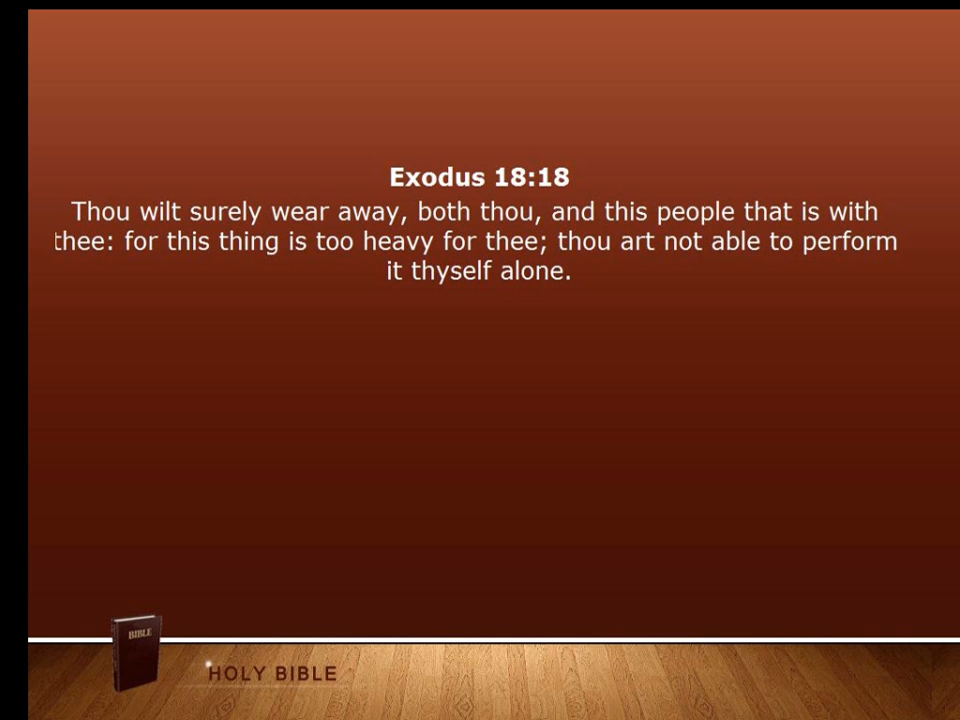 Exodus 18:18
Thou wilt surely wear away, both thou, and this people that is with
thee: for this thing is too heavy for thee; thou art not able to perform
it thyself alone.
BIBLE
HOLY BIBLE